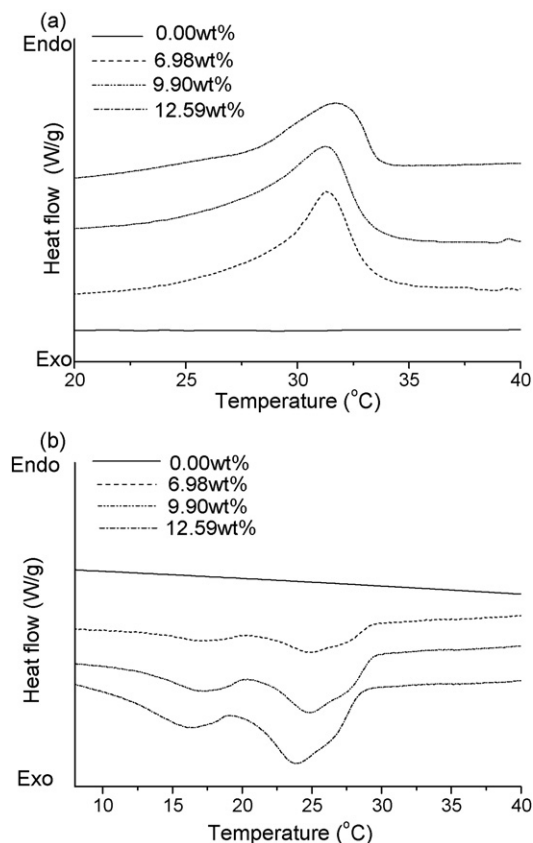 (a)
Endo
0.00wt%
6.98wt%
9.90wt%
12.59wt%
Heat flow (W/g)
Exo
20 25 30 35 40
Temperature (°C)
(b)
Endo
0.00wt%
6.98wt%
9.90wt%
12.59wt%
Heat flow (W/g)
Exo
10 15 20 25 30 35 40
Temperature (°C)